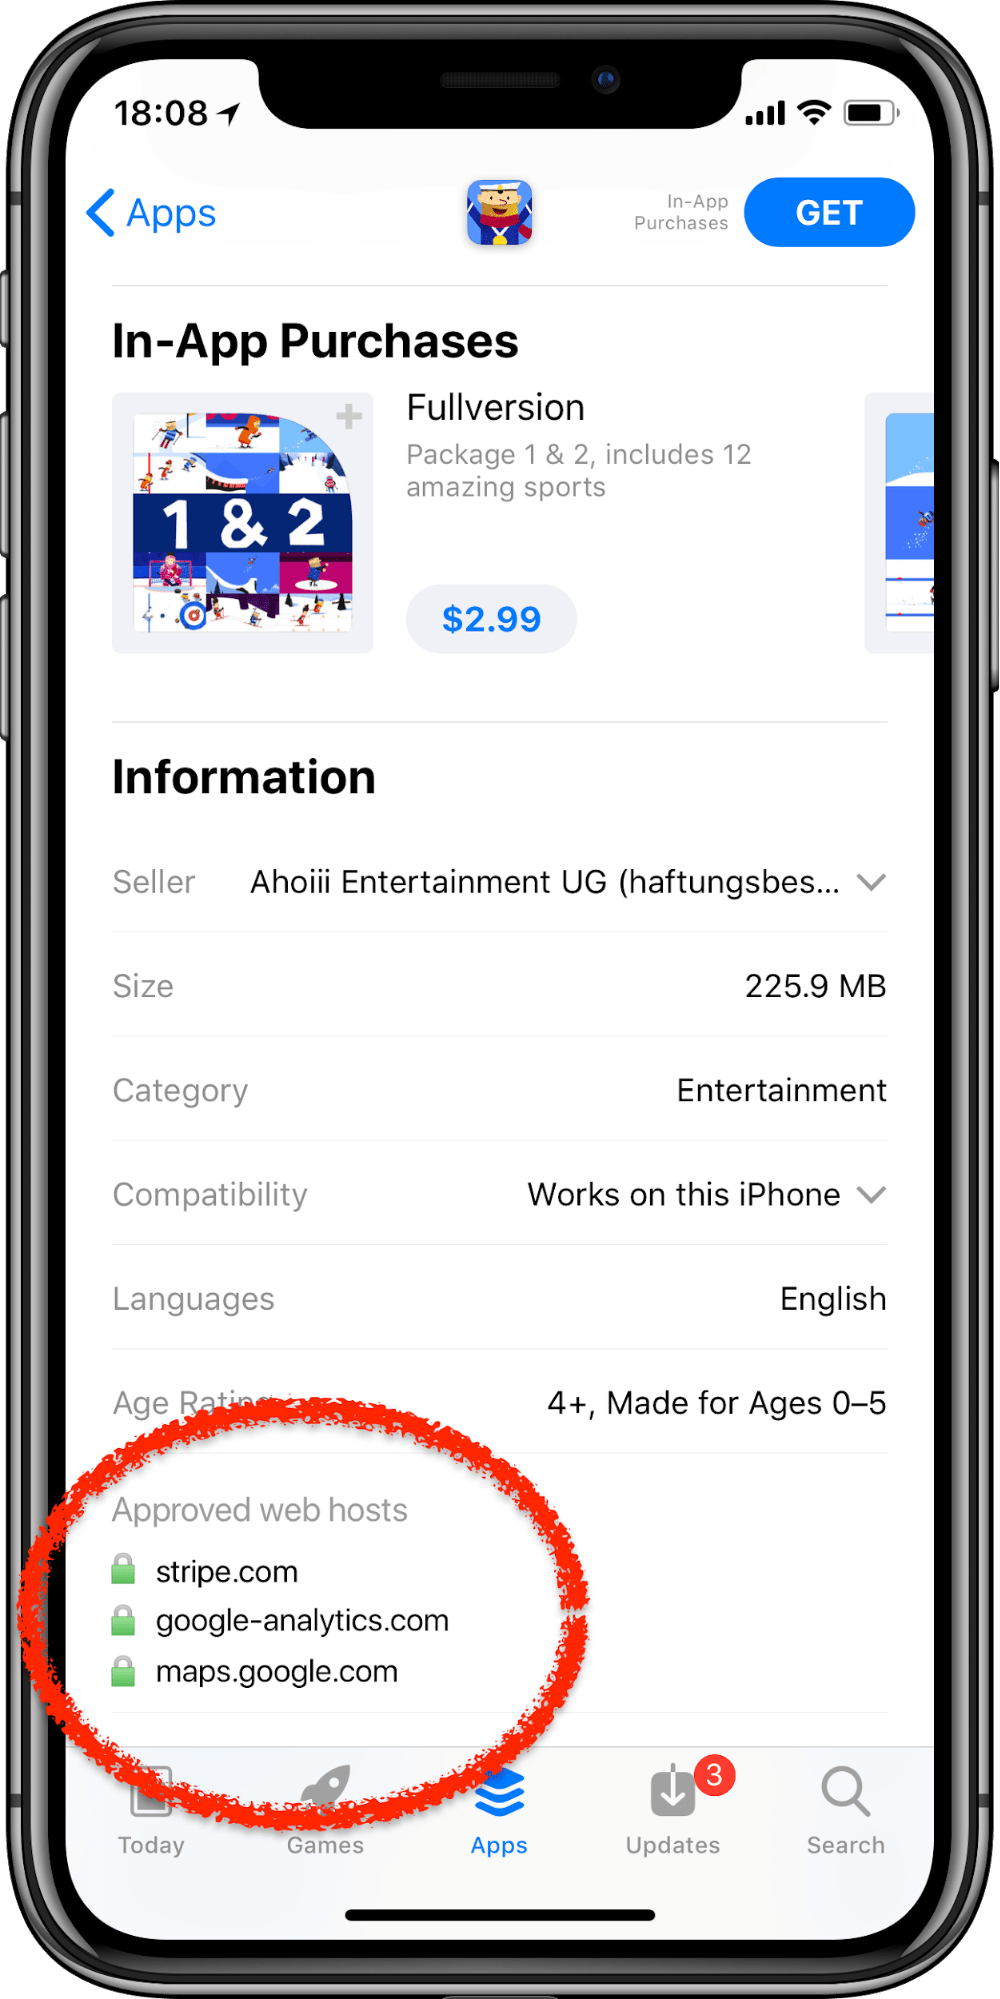 18:08
Apps
In-App
Purchases
GET
In-App Purchases
1 & 2
Fullversion
Package 1 & 2, includes 12
amazing sports
$2.99
Information
Seller Ahoiii Entertainment UG (haftungsbes...
Size 225.9 MB
Category Entertainment
Compatibility Works on this iPhone
Languages English
Age Rating 4+, Made for Ages 0–5
Approved web hosts
stripe.com
google-analytics.com
maps.google.com
3
Today Games Apps Updates Search